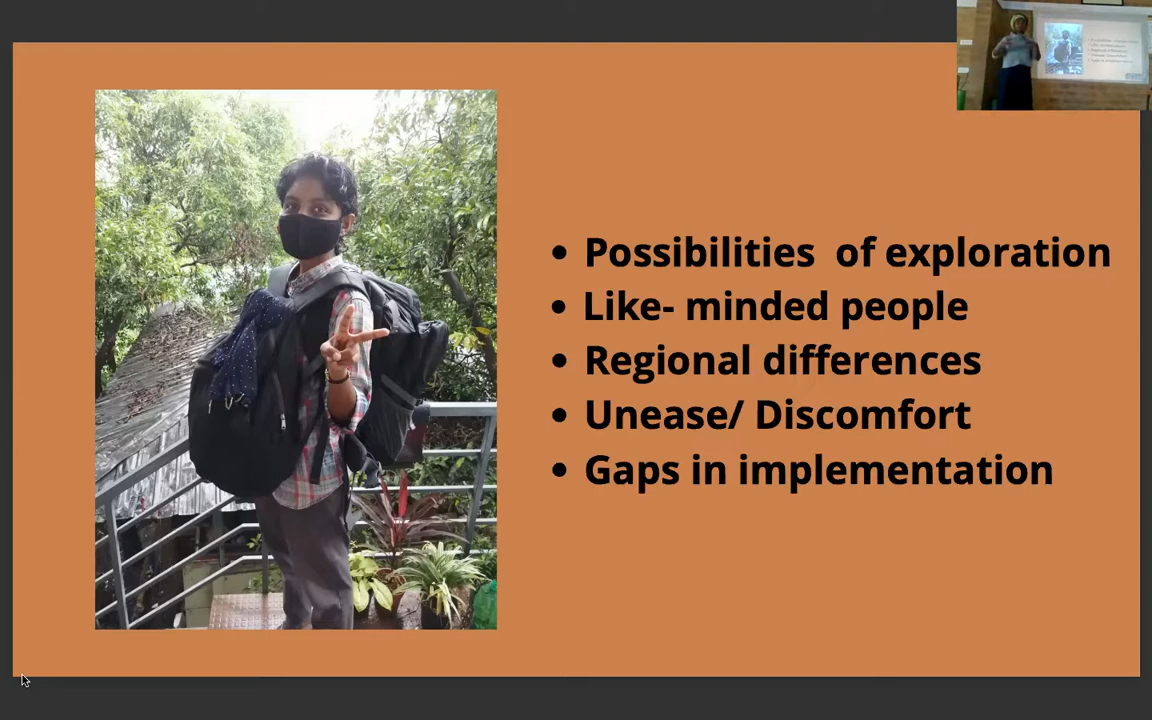 • Possibilities  of exploration
• Like- minded people
• Regional differences
• Unease/ Discomfort
• Gaps in implementation